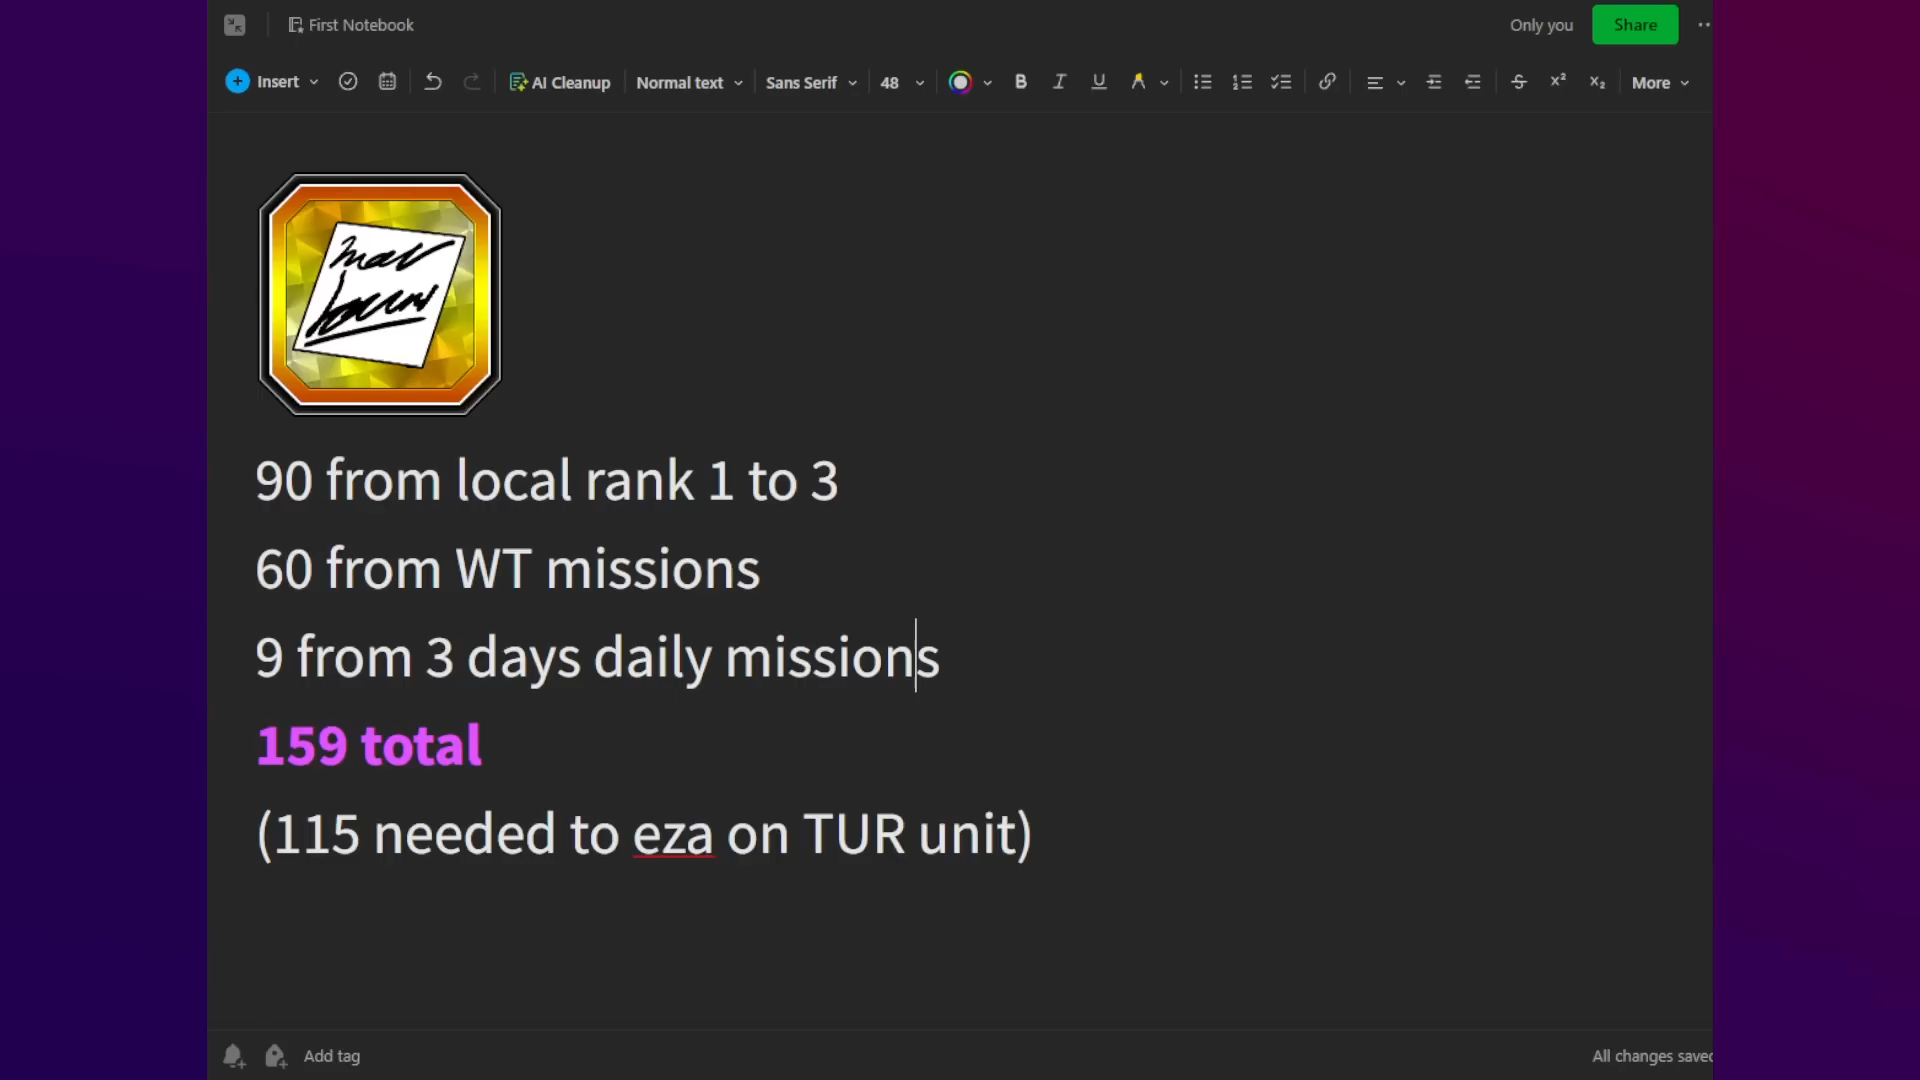 First Notebook
Only you
Share
Insert
AI Cleanup
Normal text
Sans Serif
48
B
I
U
A
S
x²
x₂
More
90 from local rank 1 to 3
60 from WT missions
9 from 3 days daily missions
159 total
(115 needed to eza on TUR unit)
Add tag
All changes saved